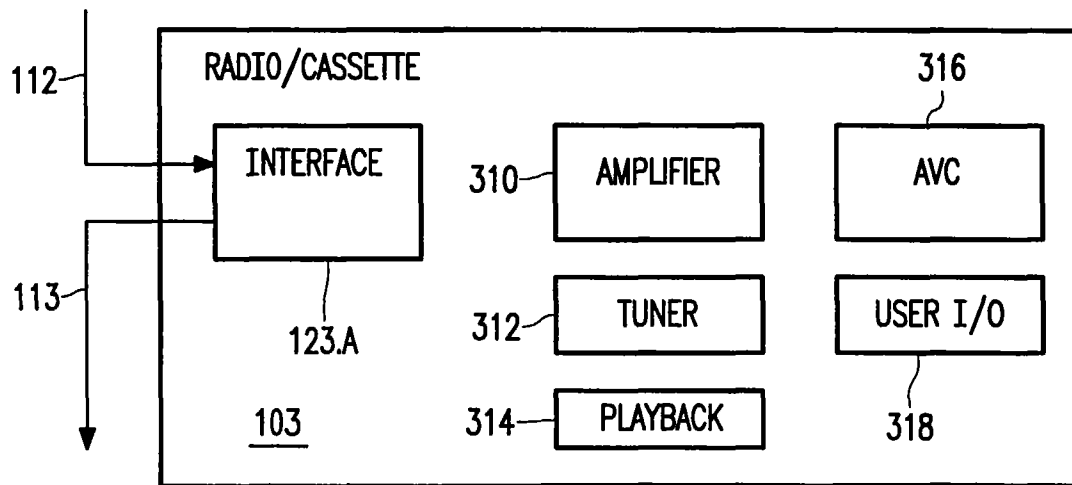 RADIO/CASSETTE
112
316
INTERFACE
310
AMPLIFIER
AVC
113
123.A
312
TUNER
USER I/O
103
314
PLAYBACK
318